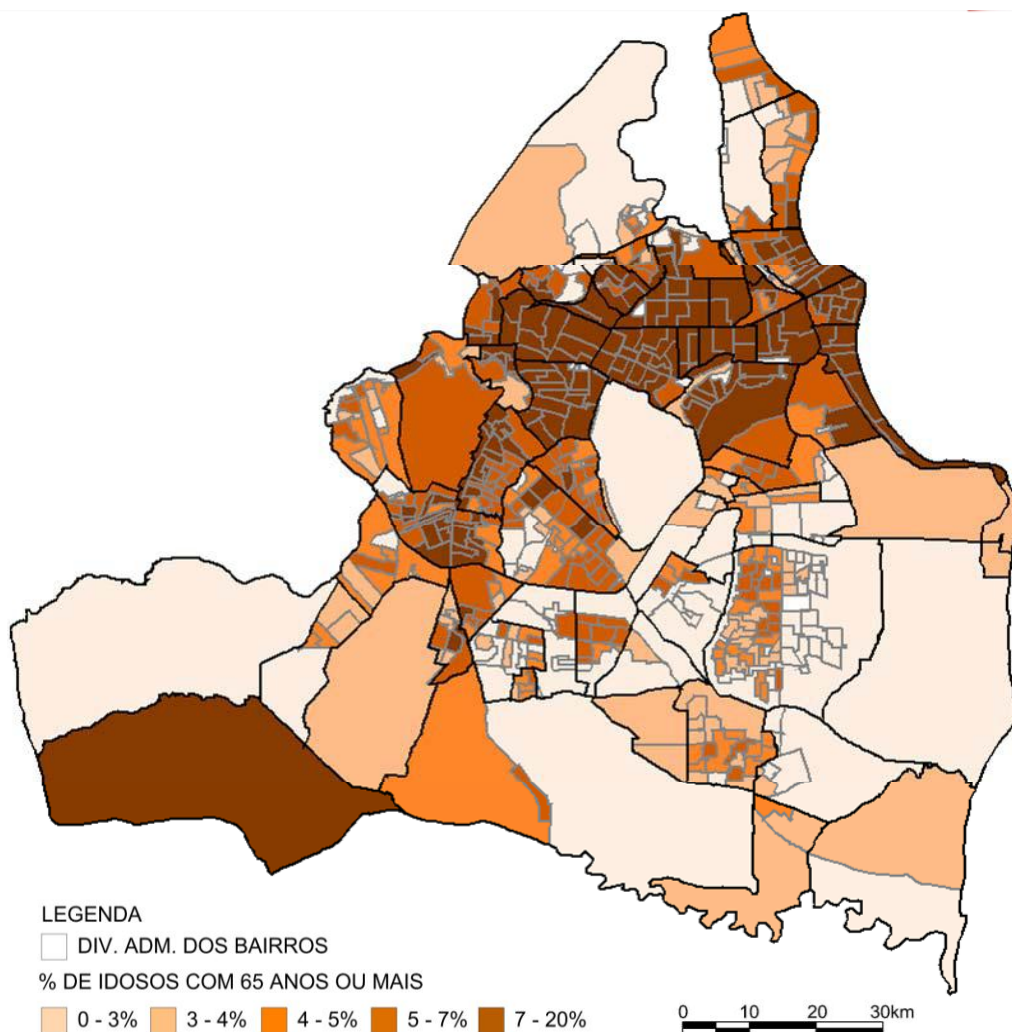 LEGENDA
DIV. ADM. DOS BAIRROS
% DE IDOSOS COM 65 ANOS OU MAIS
0 - 3% 3 - 4% 4 - 5% 5 - 7% 7 - 20%
0 10 20 30km